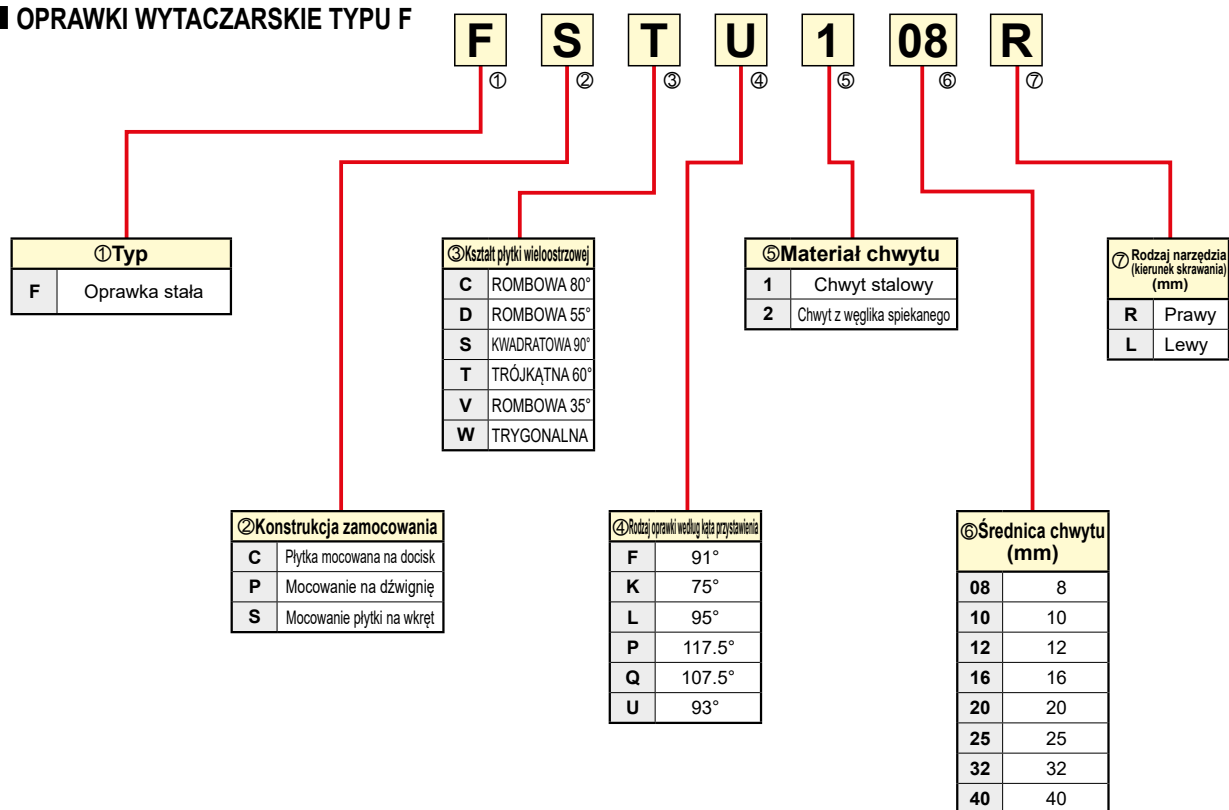 OPRAWKI WYTACZARSKIE TYPU F
F S T U 1 08 R
① ② ③ ④ ⑤ ⑥ ⑦
①Typ
F Oprawka stała
③Kształt płytki wieloostrzowej
C ROMBOWA 80°
D ROMBOWA 55°
S KWADRATOWA 90°
T TRÓJKĄTNA 60°
V ROMBOWA 35°
W TRYGONALNA
⑤Materiał chwytu
1 Chwyt stalowy
2 Chwyt z węglika spiekanego
⑦ Rodzaj narzędzia
(kierunek skrawania)
(mm)
R Prawy
L Lewy
②Konstrukcja zamocowania
C Płytka mocowana na docisk
P Mocowanie na dźwignię
S Mocowanie płytki na wkręt
④Rodzaj oprawki według kąta przystawienia
F 91°
K 75°
L 95°
P 117.5°
Q 107.5°
U 93°
⑥Średnica chwytu
(mm)
08 8
10 10
12 12
16 16
20 20
25 25
32 32
40 40